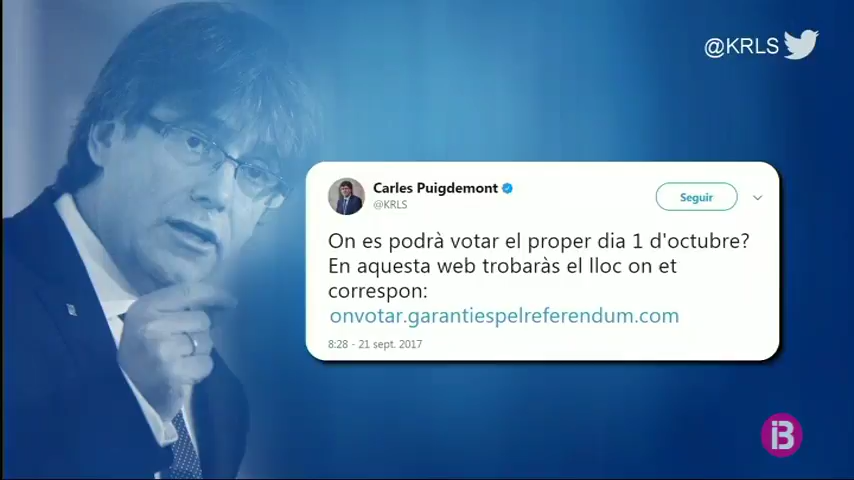 @KRLS
Carles Puigdemont
@KRLS
Seguir
On es podrà votar el proper dia 1 d'octubre?
En aquesta web trobaràs el lloc on et
correspon:
onvotar.garantiespelreferendum.com
8:28 - 21 sept. 2017
IB